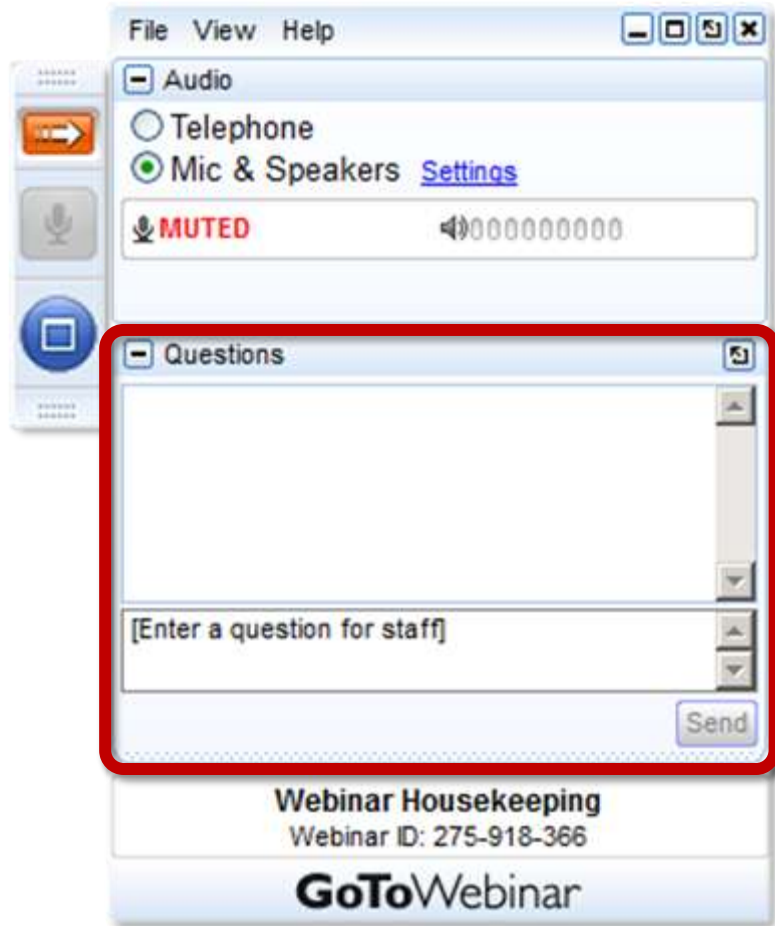 File View Help
Audio
Telephone
Mic & Speakers Settings
MUTED
Questions
[Enter a question for staff]
Send
Webinar Housekeeping
Webinar ID: 275-918-366
GoToWebinar